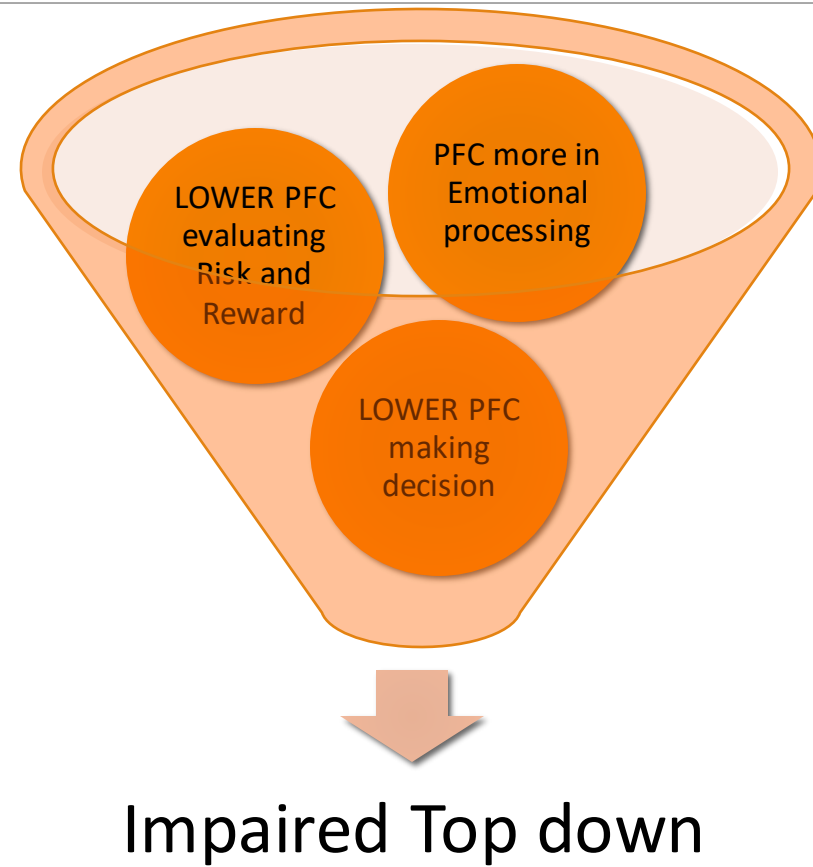 LOWER PFC
evaluating
Risk and
Reward
PFC more in
Emotional
processing
LOWER PFC
making
decision
Impaired Top down